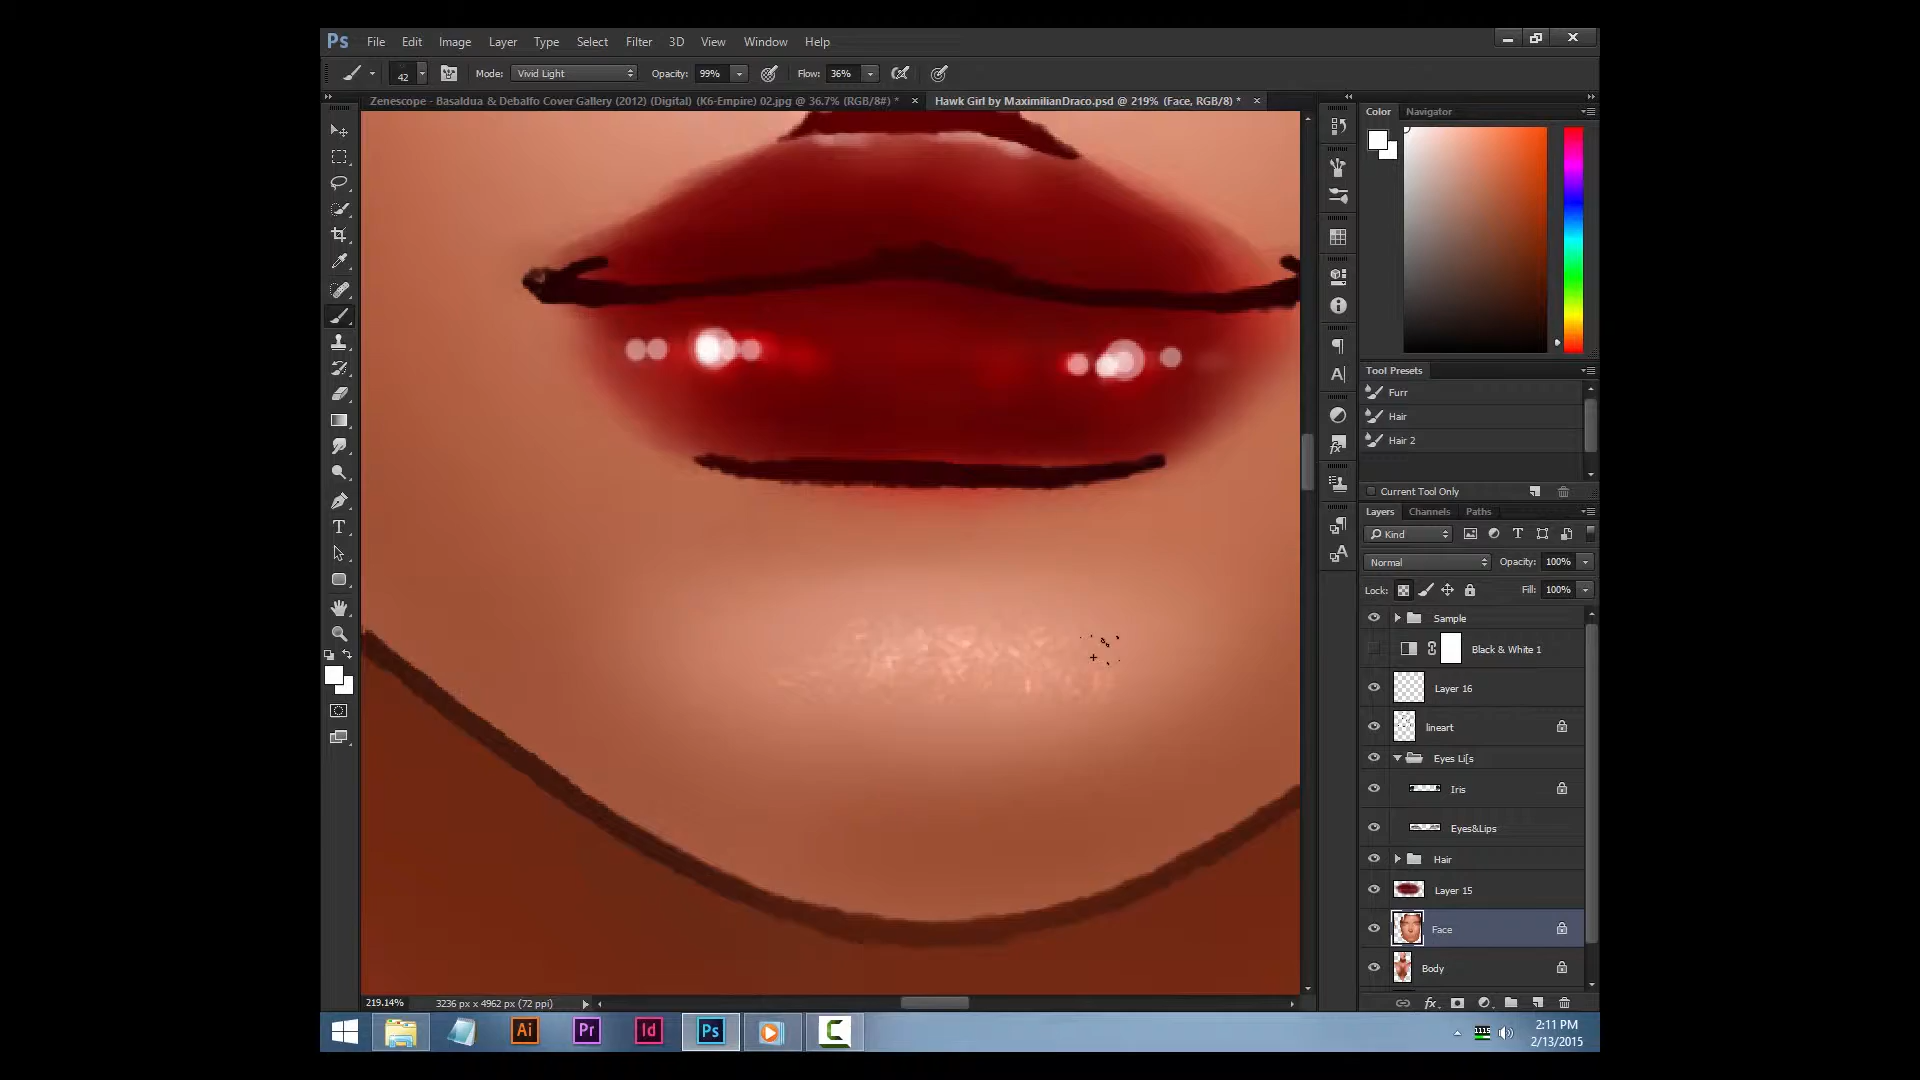 Ps File Edit Image Layer Type Select Filter 3D View Window Help
42 Mode: Vivid Light Opacity: 99% Flow: 36%
Zenescope - Basaldua & Debalfo Cover Gallery (2012) (Digital) (K6-Empire) 02.jpg @ 36.7% (RGB/8#) * Hawk Girl by MaximilianDraco.psd @ 219% (Face, RGB/8) *
Color Navigator
Tool Presets
Furr
Hair
Hair 2
Current Tool Only
Layers Channels Paths
Kind
Normal Opacity: 100%
Lock: Fill: 100%
Sample
Black & White 1
Layer 16
lineart
Eyes Li[s
Iris
Eyes&Lips
Hair
Layer 15
Face
Body
219.14% 3236 px x 4962 px (72 ppi)
Ai Pr Id Ps C 1115 2:11 PM
2/13/2015